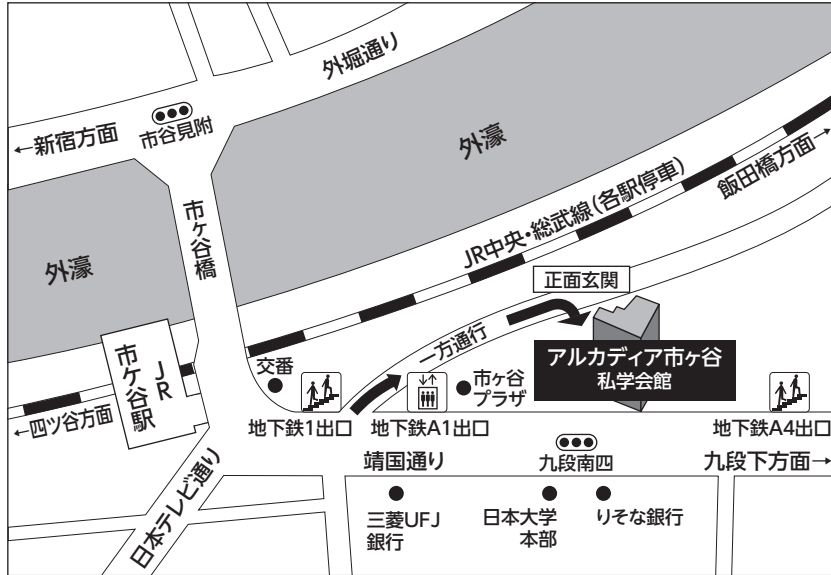 外堀通り
←新宿方面
市谷見附
外濠
飯田橋方面→
市ヶ谷橋
JR中央・総武線(各駅停車)
外濠
正面玄関
一方通行
アルカディア市ヶ谷
私学会館
JR
市ヶ谷駅
交番
市ヶ谷
プラザ
←四ツ谷方面
地下鉄1出口
地下鉄A1出口
地下鉄A4出口
靖国通り
九段南四
九段下方面→
日本テレビ通り
三菱UFJ
銀行
日本大学
本部
りそな銀行